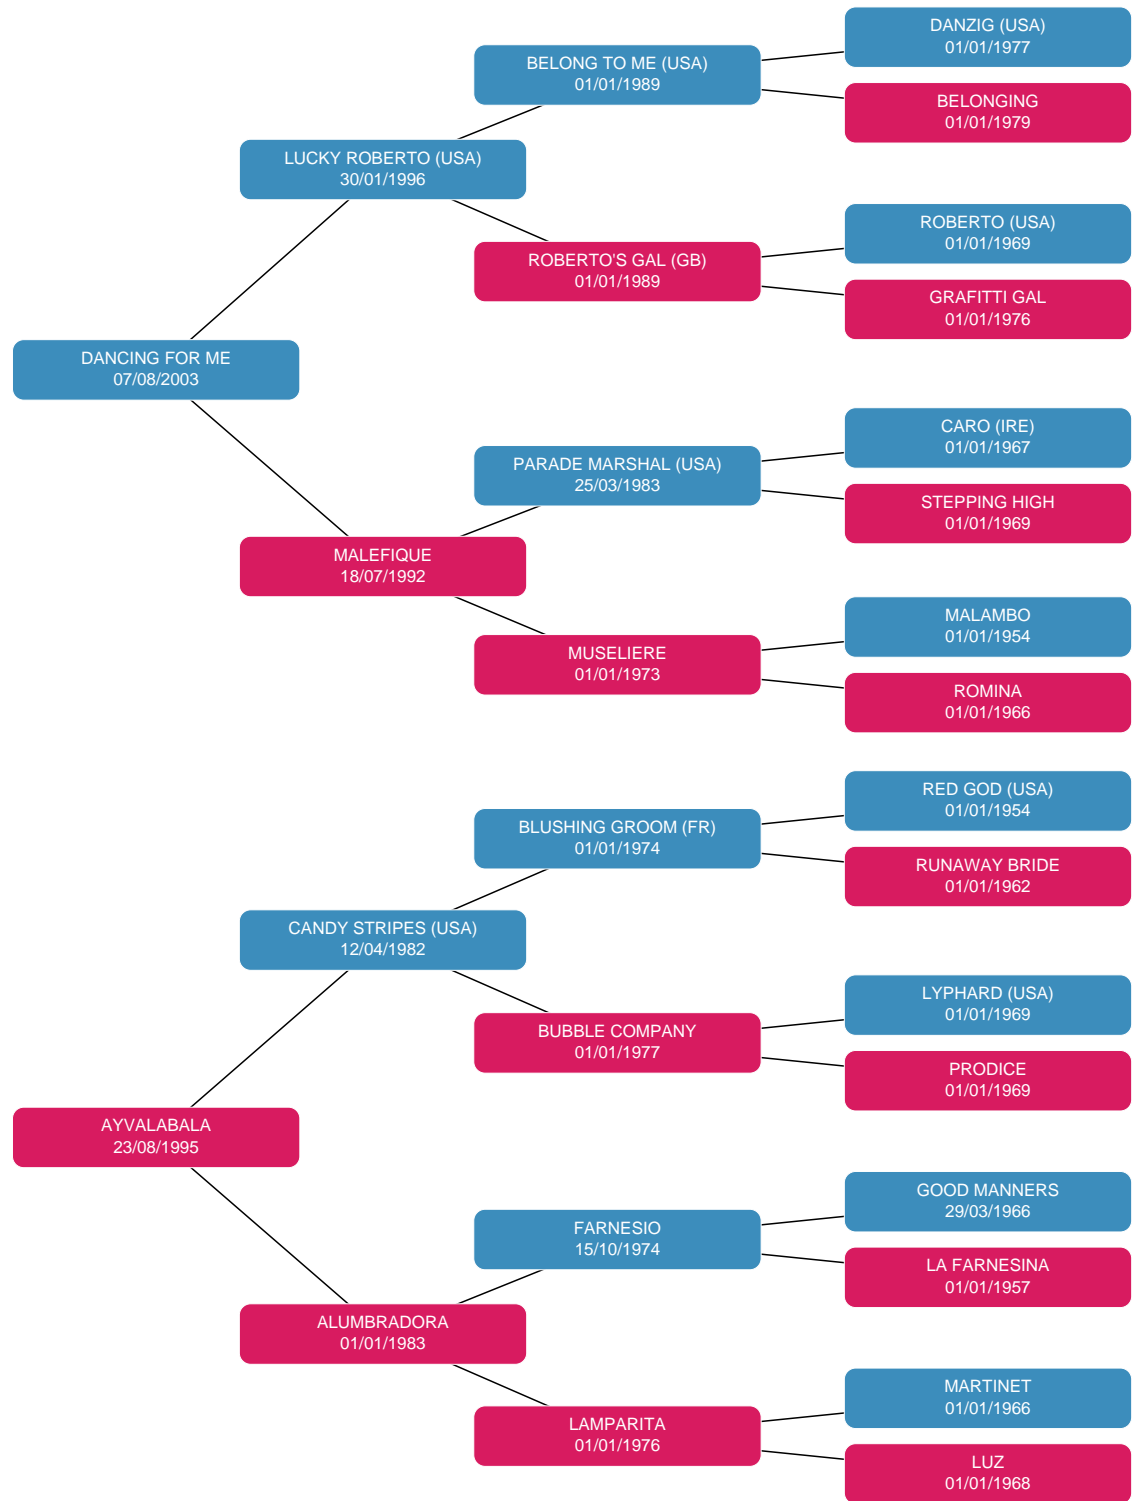 DANZIG (USA)
01/01/1977
BELONG TO ME (USA)
01/01/1989
BELONGING
01/01/1979
LUCKY ROBERTO (USA)
30/01/1996
ROBERTO (USA)
01/01/1969
ROBERTO'S GAL (GB)
01/01/1989
GRAFITTI GAL
01/01/1976
DANCING FOR ME
07/08/2003
CARO (IRE)
01/01/1967
PARADE MARSHAL (USA)
25/03/1983
STEPPING HIGH
01/01/1969
MALEFIQUE
18/07/1992
MALAMBO
01/01/1954
MUSELIERE
01/01/1973
ROMINA
01/01/1966
RED GOD (USA)
01/01/1954
BLUSHING GROOM (FR)
01/01/1974
RUNAWAY BRIDE
01/01/1962
CANDY STRIPES (USA)
12/04/1982
LYPHARD (USA)
01/01/1969
BUBBLE COMPANY
01/01/1977
PRODICE
01/01/1969
AYVALABALA
23/08/1995
GOOD MANNERS
29/03/1966
FARNESIO
15/10/1974
LA FARNESINA
01/01/1957
ALUMBRADORA
01/01/1983
MARTINET
01/01/1966
LAMPARITA
01/01/1976
LUZ
01/01/1968